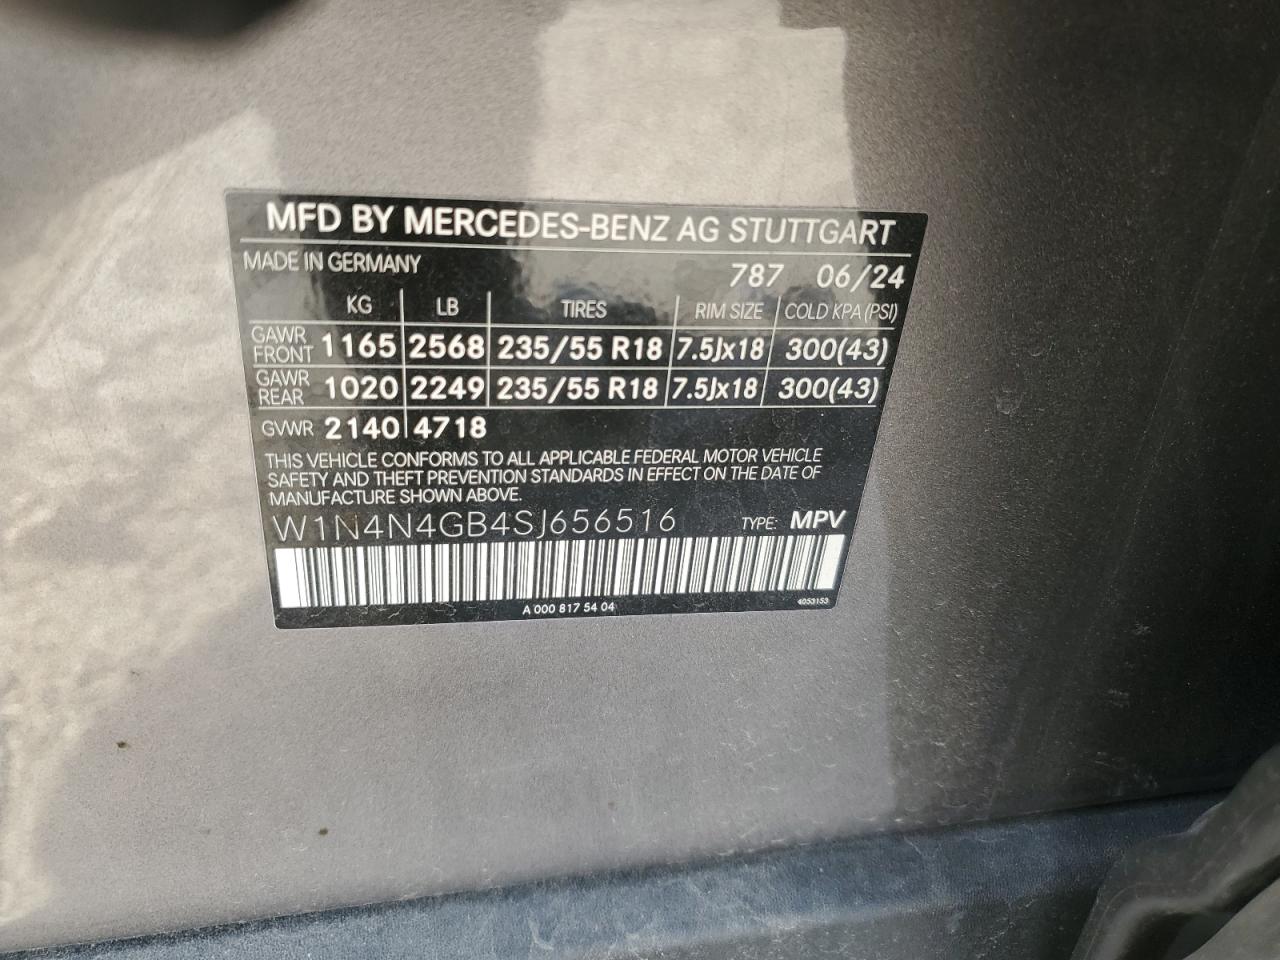 MFD BY MERCEDES-BENZ AG STUTTGART
MADE IN GERMANY 787 06/24
KG LB TIRES RIM SIZE COLD KPA (PSI)
GAWR FRONT 1165 2568 235/55 R18 7.5Jx18 300(43)
GAWR REAR 1020 2249 235/55 R18 7.5Jx18 300(43)
GVWR 2140 4718
THIS VEHICLE CONFORMS TO ALL APPLICABLE FEDERAL MOTOR VEHICLE
SAFETY AND THEFT PREVENTION STANDARDS IN EFFECT ON THE DATE OF
MANUFACTURE SHOWN ABOVE.
W1N4N4GB4SJ656516 TYPE: MPV
A 000 817 54 04 4053153